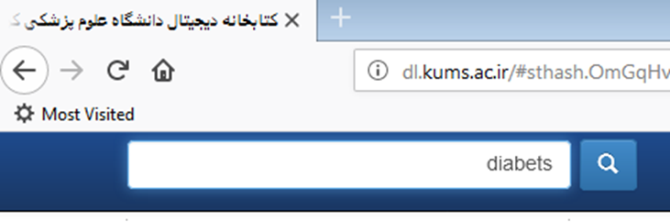 کتابخانه دیجیتال دانشگاه علوم پزشکی ک
dl.kums.ac.ir/#sthash.OmGqHv
Most Visited
diabets